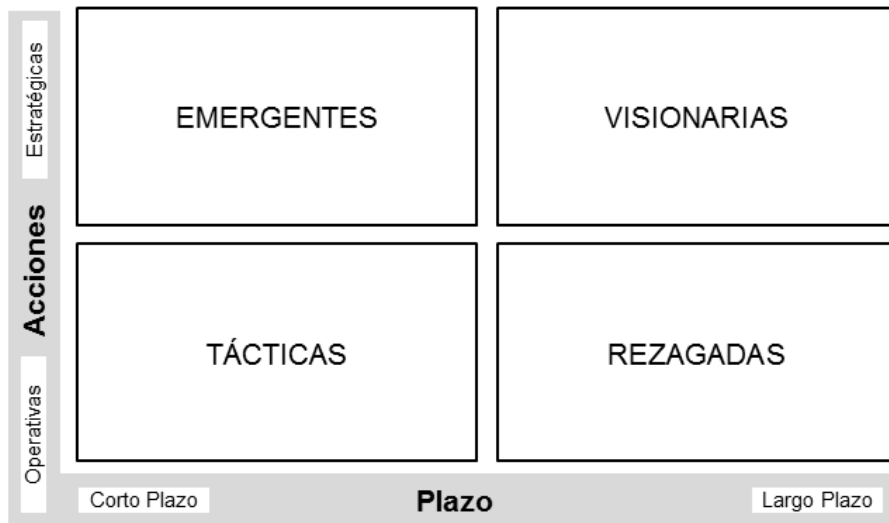 Estratégicas
EMERGENTES
VISIONARIAS
Acciones
TÁCTICAS
REZAGADAS
Operativas
Corto Plazo
Plazo
Largo Plazo